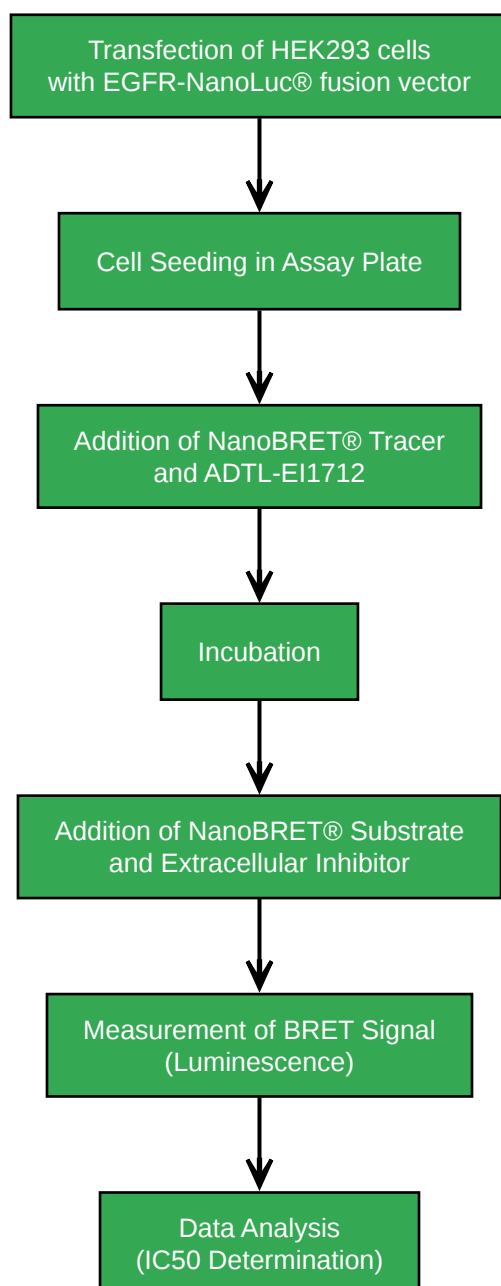 Transfection of HEK293 cells
with EGFR-NanoLuc® fusion vector
Cell Seeding in Assay Plate
Addition of NanoBRET® Tracer
and ADTL-EI1712
Incubation
Addition of NanoBRET® Substrate
and Extracellular Inhibitor
Measurement of BRET Signal
(Luminescence)
Data Analysis
(IC50 Determination)